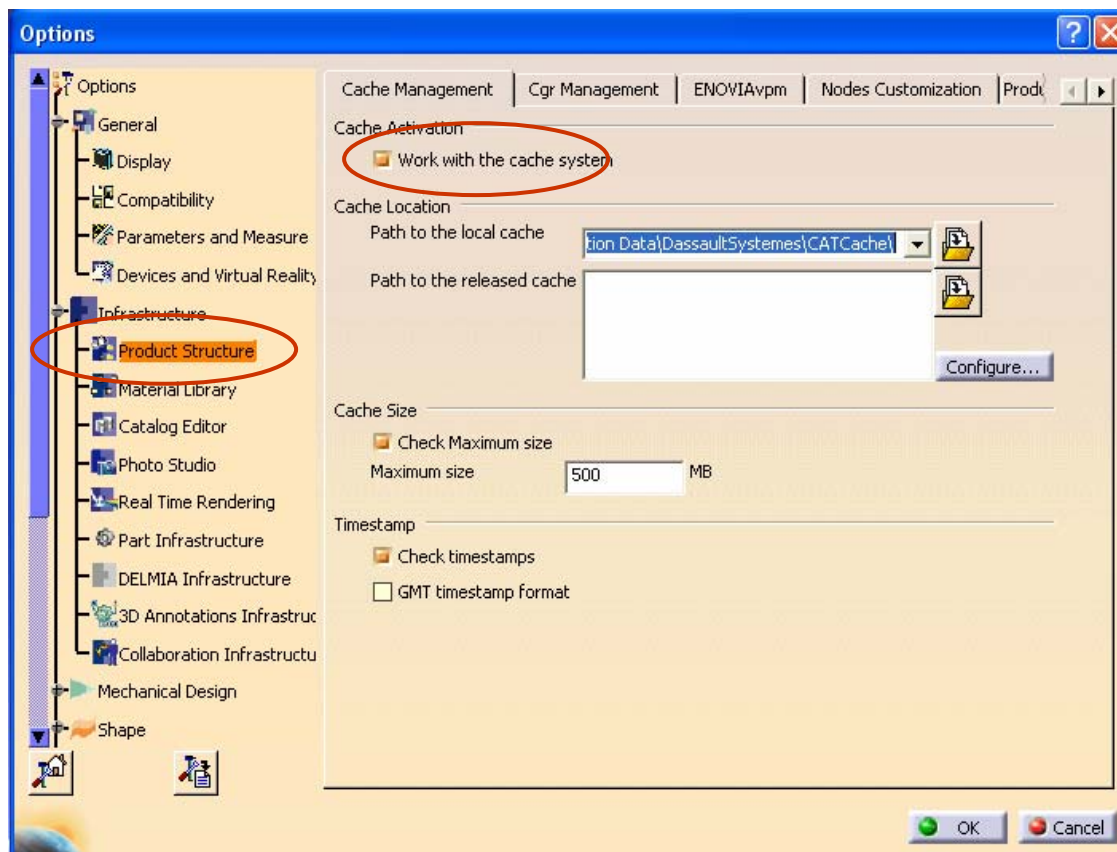 Options
Options
General
Display
Compatibility
Parameters and Measure
Devices and Virtual Reality
Infrastructure
Product Structure
Material Library
Catalog Editor
Photo Studio
Real Time Rendering
Part Infrastructure
DELMIA Infrastructure
3D Annotations Infrastruc
Collaboration Infrastructu
Mechanical Design
Shape
Cache Management Cgr Management ENOVIAvpm Nodes Customization Produ
Cache Activation
Work with the cache system
Cache Location
Path to the local cache tion Data\DassaultSystemes\CATCache\
Path to the released cache
Configure...
Cache Size
Check Maximum size
Maximum size 500 MB
Timestamp
Check timestamps
GMT timestamp format
OK Cancel